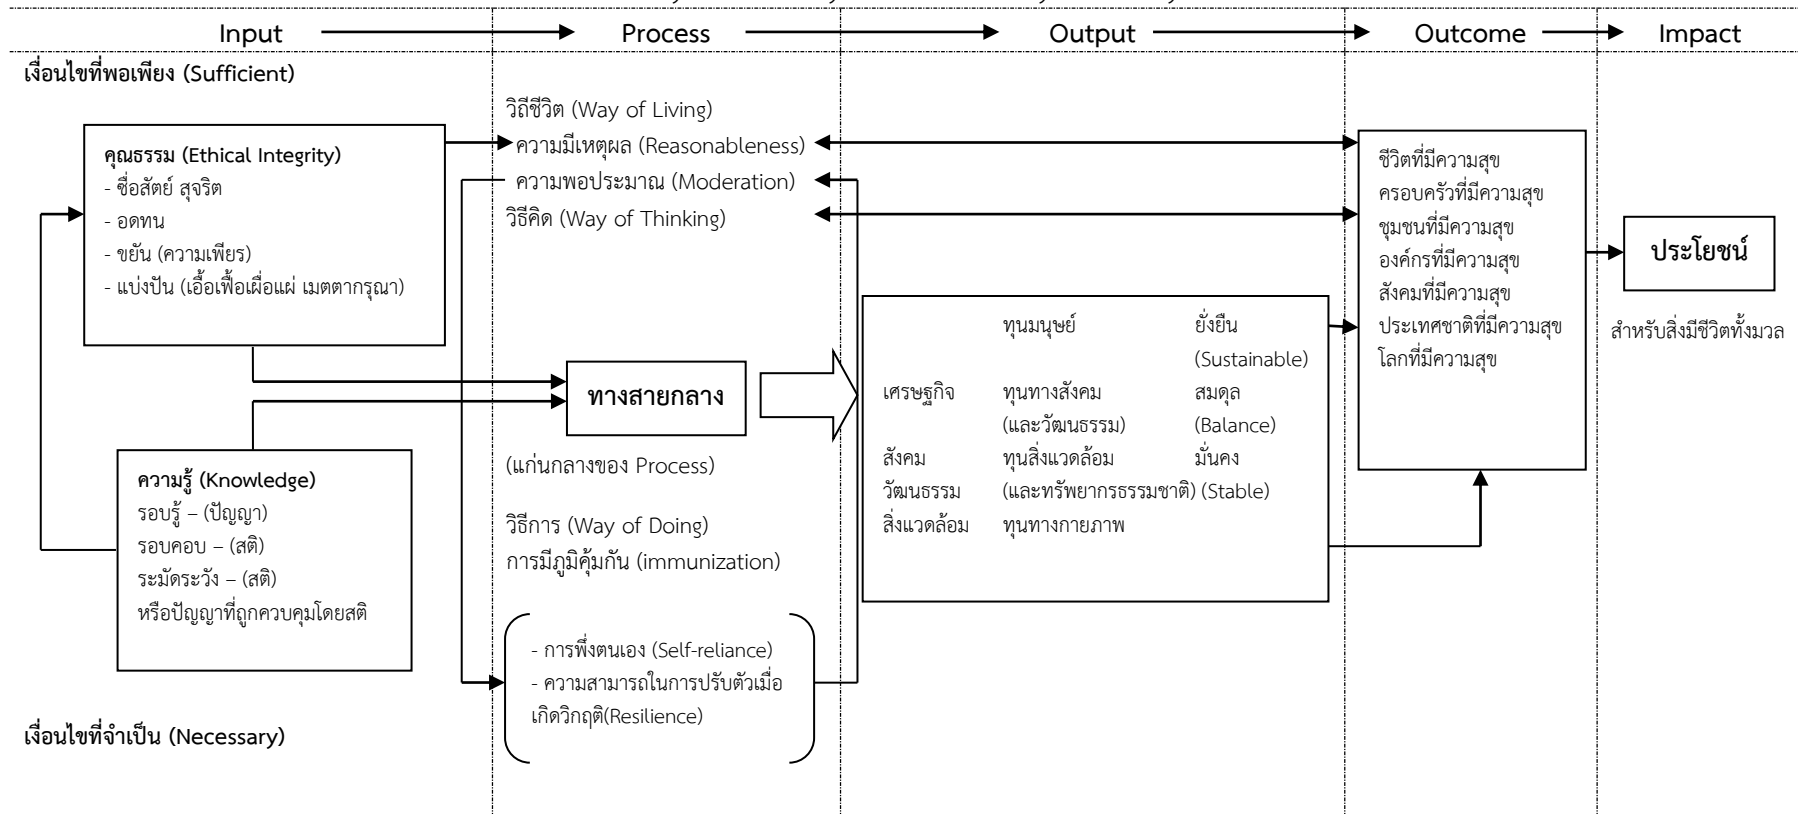 Input
Process
Output
Outcome
Impact
เงื่อนไขที่พอเพียง (Sufficient)
คุณธรรม (Ethical Integrity)
- ซื่อสัตย์ สุจริต
- อดทน
- ขยัน (ความเพียร)
- แบ่งปัน (เอื้อเฟื้อเผื่อแผ่ เมตตากรุณา)
ความรู้ (Knowledge)
รอบรู้ – (ปัญญา)
รอบคอบ – (สติ)
ระมัดระวัง – (สติ)
หรือปัญญาที่ถูกควบคุมโดยสติ
เงื่อนไขที่จำเป็น (Necessary)
วิถีชีวิต (Way of Living)
ความมีเหตุผล (Reasonableness)
ความพอประมาณ (Moderation)
วิธีคิด (Way of Thinking)
ทางสายกลาง
(แก่นกลางของ Process)
วิธีการ (Way of Doing)
การมีภูมิคุ้มกัน (immunization)
- การพึ่งตนเอง (Self-reliance)
- ความสามารถในการปรับตัวเมื่อ
เกิดวิกฤติ(Resilience)
ทุนมนุษย์ ยั่งยืน
(Sustainable)
เศรษฐกิจ ทุนทางสังคม สมดุล
(และวัฒนธรรม) (Balance)
สังคม ทุนสิ่งแวดล้อม มั่นคง
วัฒนธรรม (และทรัพยากรธรรมชาติ) (Stable)
สิ่งแวดล้อม ทุนทางกายภาพ
ชีวิตที่มีความสุข
ครอบครัวที่มีความสุข
ชุมชนที่มีความสุข
องค์กรที่มีความสุข
สังคมที่มีความสุข
ประเทศชาติที่มีความสุข
โลกที่มีความสุข
ประโยชน์
สำหรับสิ่งมีชีวิตทั้งมวล